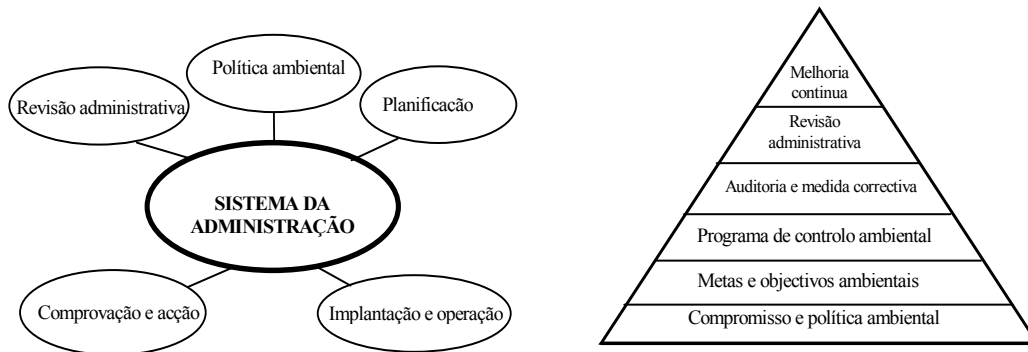 Política ambiental
Revisão administrativa
Planificacão
SISTEMA DA
ADMINISTRAÇÃO
Comprovação e acção
Implantação e operação
Melhoria
continua
Revisão
administrativa
Auditoria e medida correctiva
Programa de controlo ambiental
Metas e objectivos ambientais
Compromisso e política ambiental